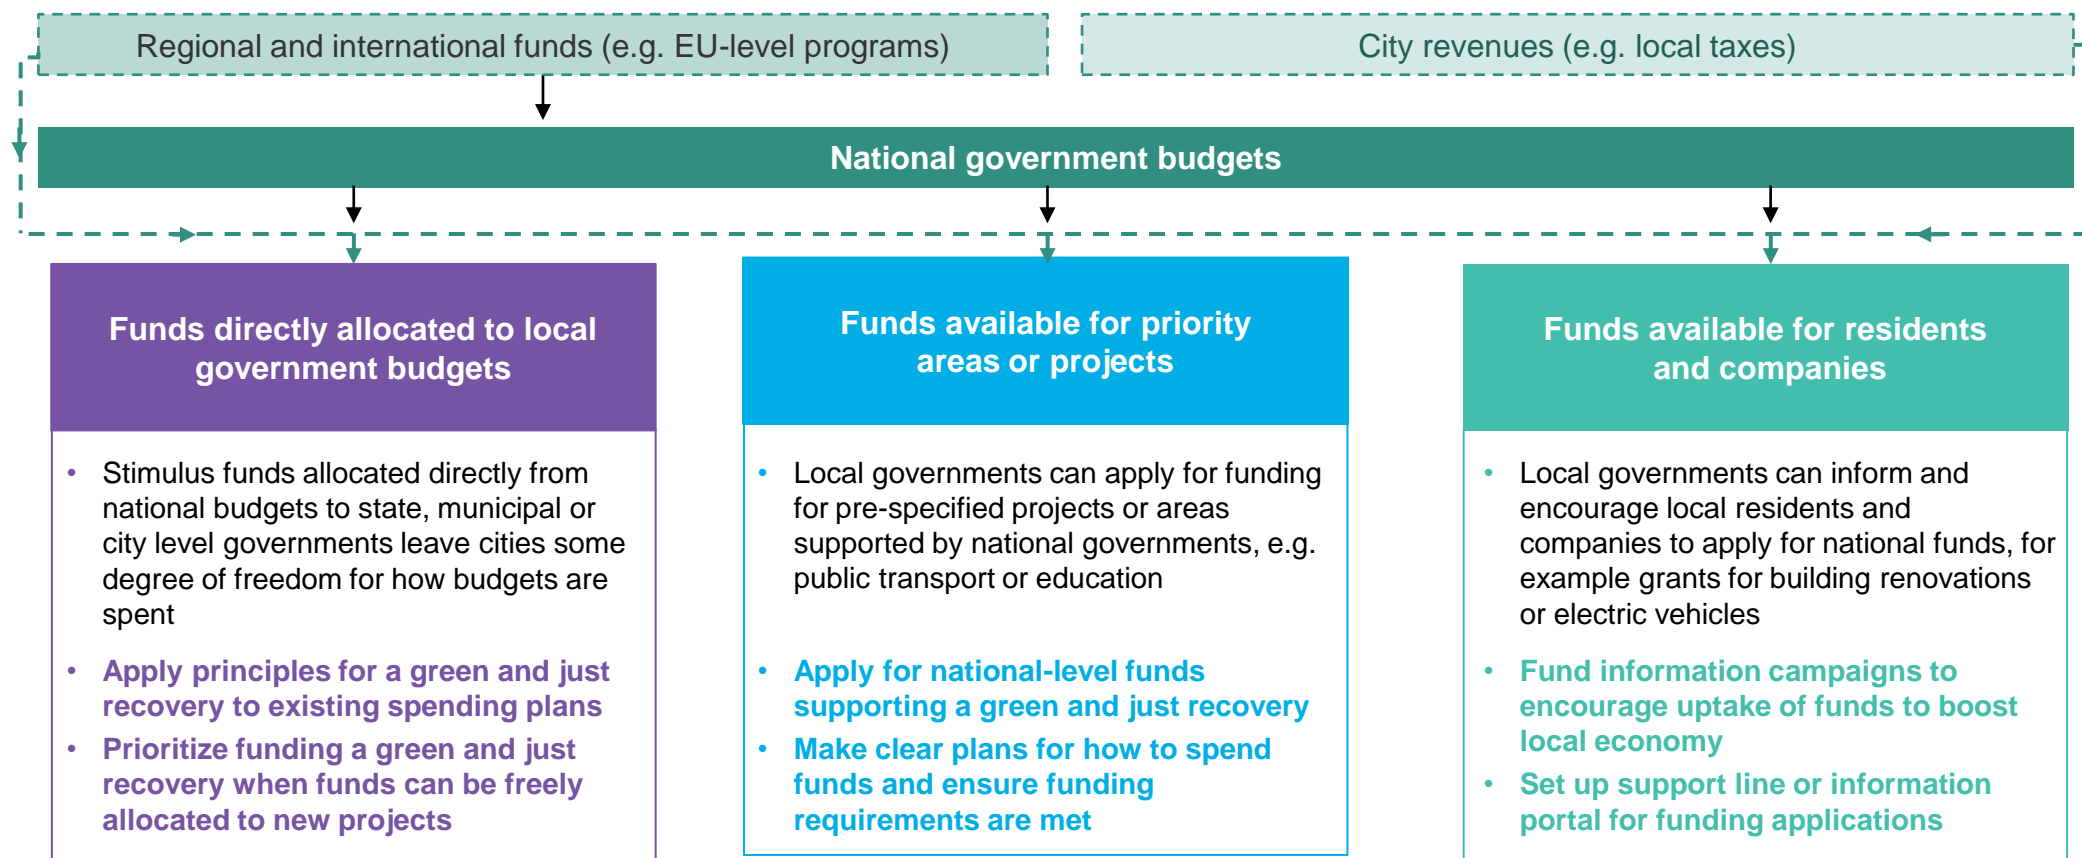 Regional and international funds (e.g. EU-level programs)
City revenues (e.g. local taxes)
National government budgets
Funds directly allocated to local
government budgets
• Stimulus funds allocated directly from
national budgets to state, municipal or
city level governments leave cities some
degree of freedom for how budgets are
spent
• Apply principles for a green and just
recovery to existing spending plans
• Prioritize funding a green and just
recovery when funds can be freely
allocated to new projects
Funds available for priority
areas or projects
• Local governments can apply for funding
for pre-specified projects or areas
supported by national governments, e.g.
public transport or education
• Apply for national-level funds
supporting a green and just recovery
• Make clear plans for how to spend
funds and ensure funding
requirements are met
Funds available for residents
and companies
• Local governments can inform and
encourage local residents and
companies to apply for national funds, for
example grants for building renovations
or electric vehicles
• Fund information campaigns to
encourage uptake of funds to boost
local economy
• Set up support line or information
portal for funding applications